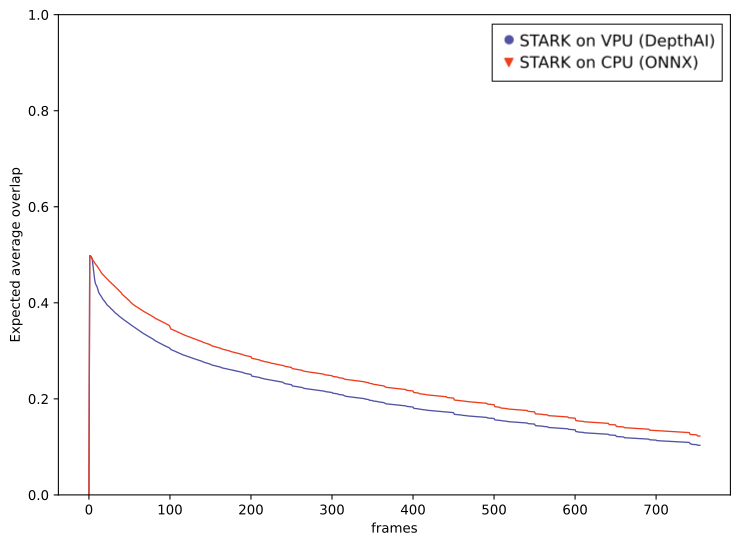 1.0
STARK on VPU (DepthAI)
STARK on CPU (ONNX)
0.8
0.6
Expected average overlap
0.4
0.2
0.0
0 100 200 300 400 500 600 700
frames